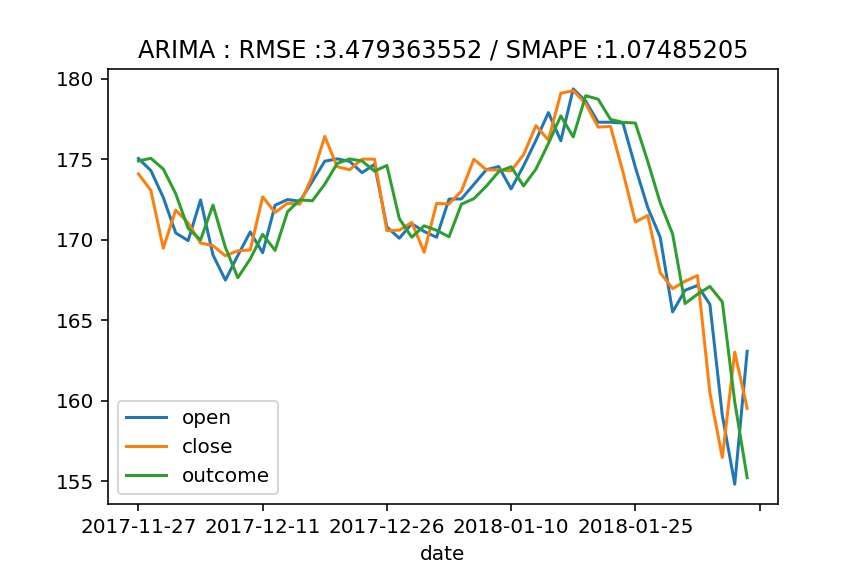 ARIMA : RMSE :3.479363552 / SMAPE :1.07485205
180
175
170
165
160
155
open
close
outcome
2017-11-27 2017-12-11 2017-12-26 2018-01-10 2018-01-25
date